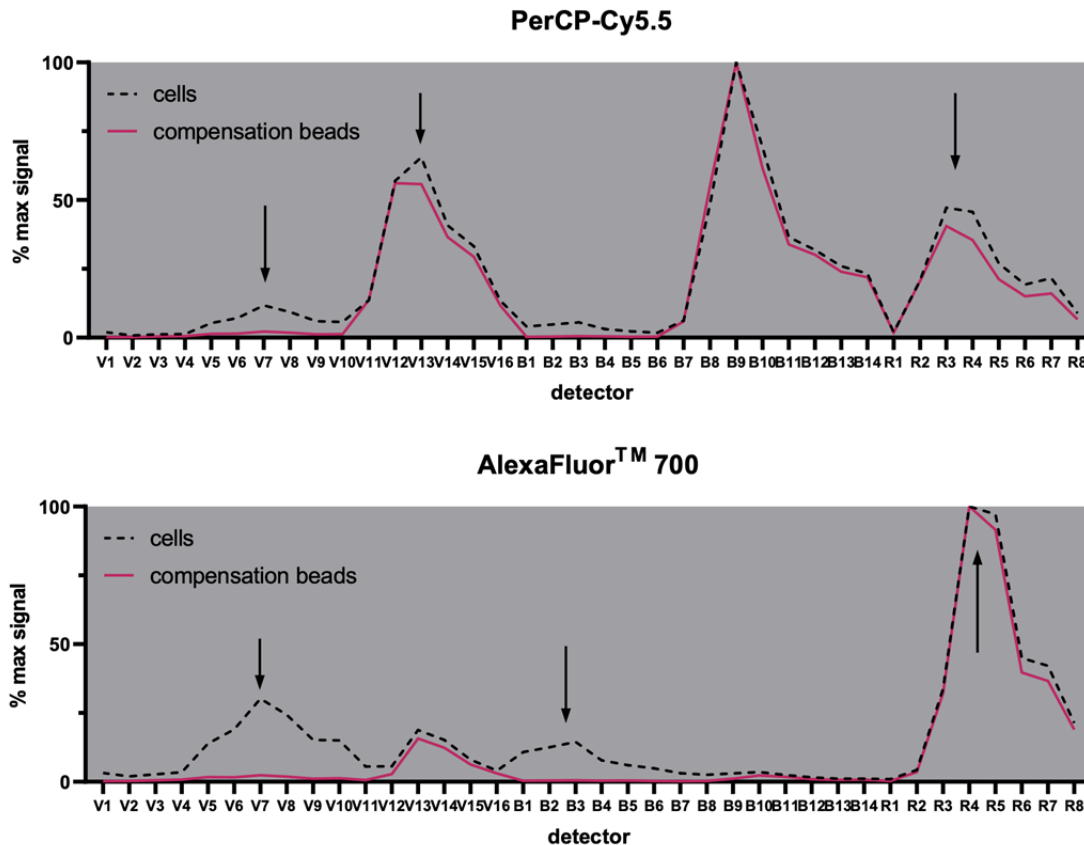 PerCP-Cy5.5
100
50
0
% max signal
cells
compensation beads
V1 V2 V3 V4 V5 V6 V7 V8 V9 V10 V11 V12 V13 V14 V15 V16 B1 B2 B3 B4 B5 B6 B7 B8 B9 B10 B11 B12 B13 B14 R1 R2 R3 R4 R5 R6 R7 R8
detector
AlexaFluor™ 700
100
50
0
% max signal
cells
compensation beads
V1 V2 V3 V4 V5 V6 V7 V8 V9 V10 V11 V12 V13 V14 V15 V16 B1 B2 B3 B4 B5 B6 B7 B8 B9 B10 B11 B12 B13 B14 R1 R2 R3 R4 R5 R6 R7 R8
detector